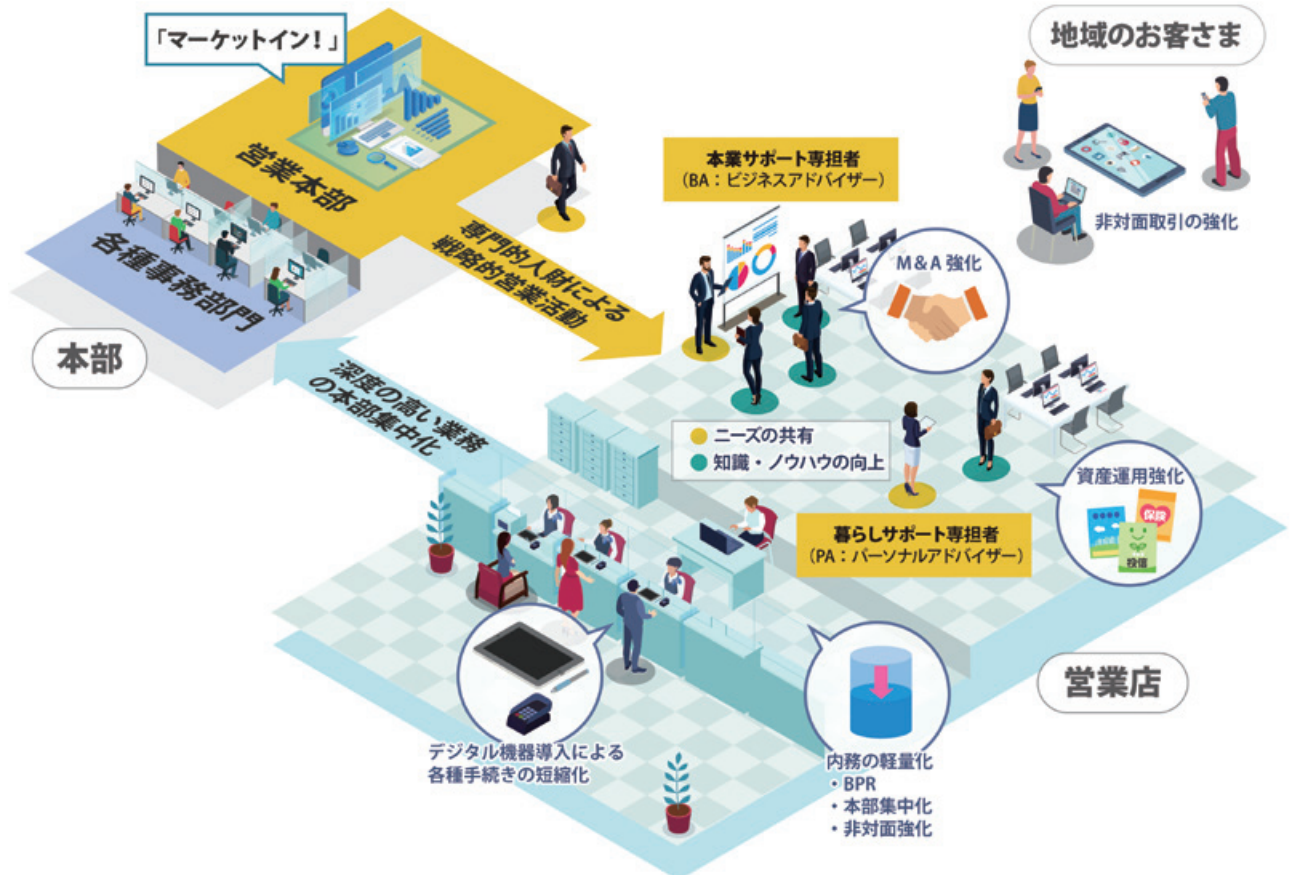 「マーケットイン！」
地域のお客さま
営業本部
各種事務部門
本部
専門的人財による
戦略的営業活動
深度の高い業務
の本部集中化
本業サポート専担者
（BA：ビジネスアドバイザー）
非対面取引の強化
M&A 強化
ニーズの共有
知識・ノウハウの向上
資産運用強化
保険
投信
暮らしサポート専担者
（PA：パーソナルアドバイザー）
営業店
デジタル機器導入による
各種手続きの短縮化
内務の軽量化
・BPR
・本部集中化
・非対面強化